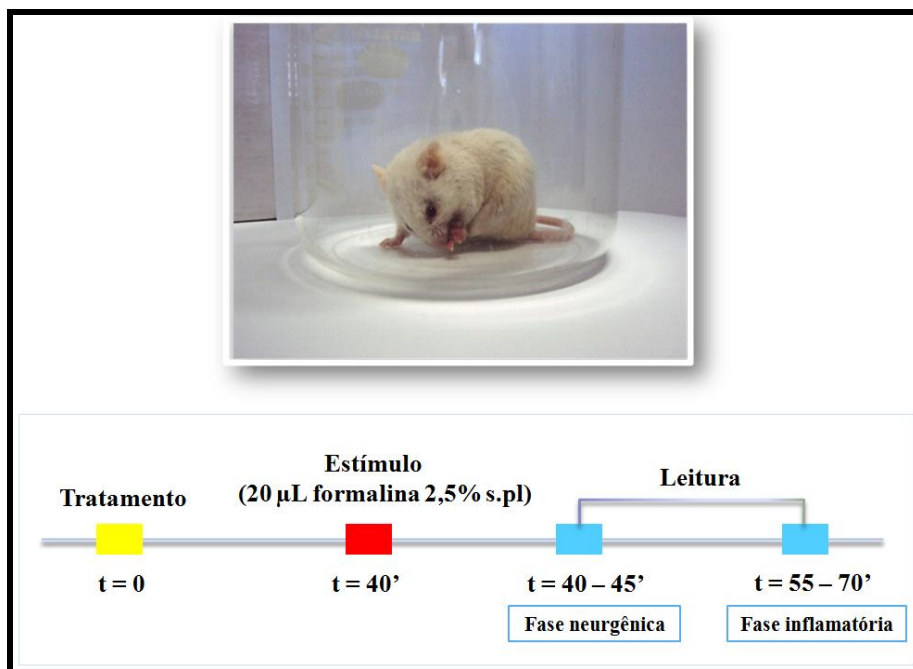 Estímulo
(20 µL formalina 2,5% s.pl)
Leitura
Tratamento
t = 0
t = 40’
t = 40 – 45’
t = 55 – 70’
Fase neurgênica
Fase inflamatória